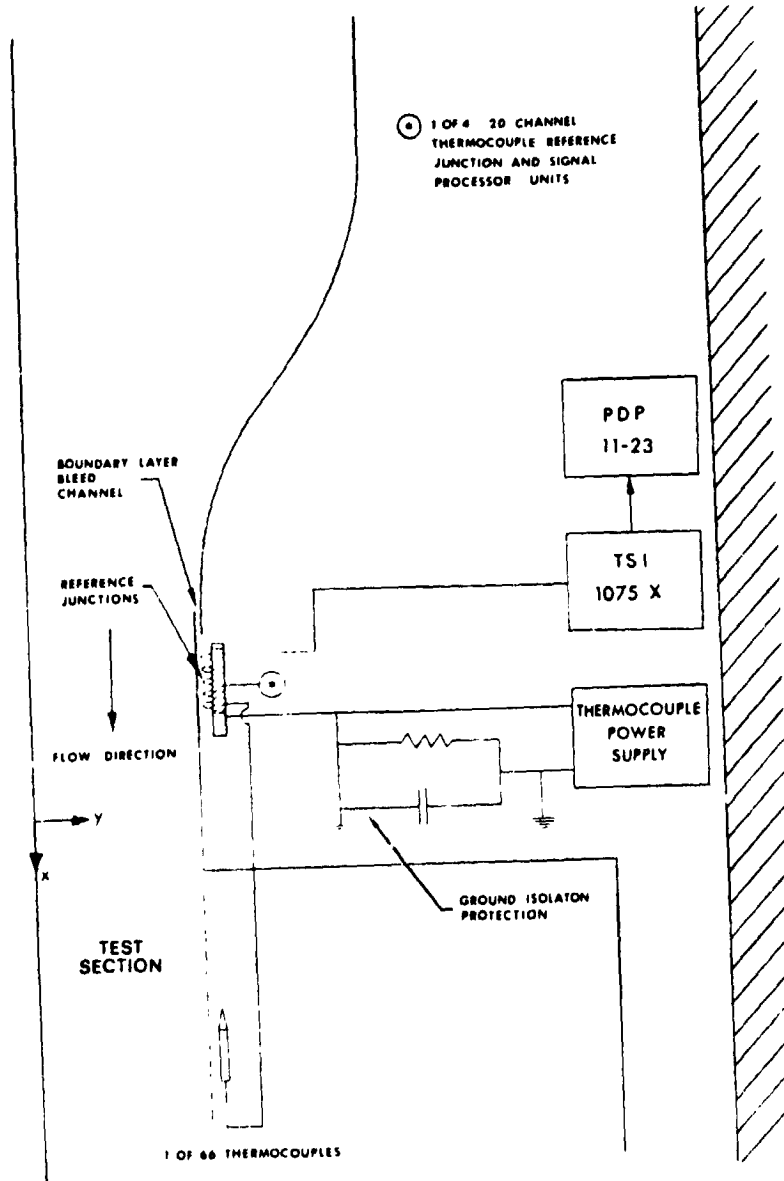 1 OF 4 20 CHANNEL
THERMOCOUPLE REFERENCE
JUNCTION AND SIGNAL
PROCESSOR UNITS
PDP
11-23
BOUNDARY LAYER
BLEED
CHANNEL
TSI
1075 X
REFERENCE
JUNCTIONS
THERMOCOUPLE
POWER
SUPPLY
FLOW DIRECTION
Y
X
GROUND ISOLATON
PROTECTION
TEST
SECTION
1 OF 66 THERMOCOUPLES